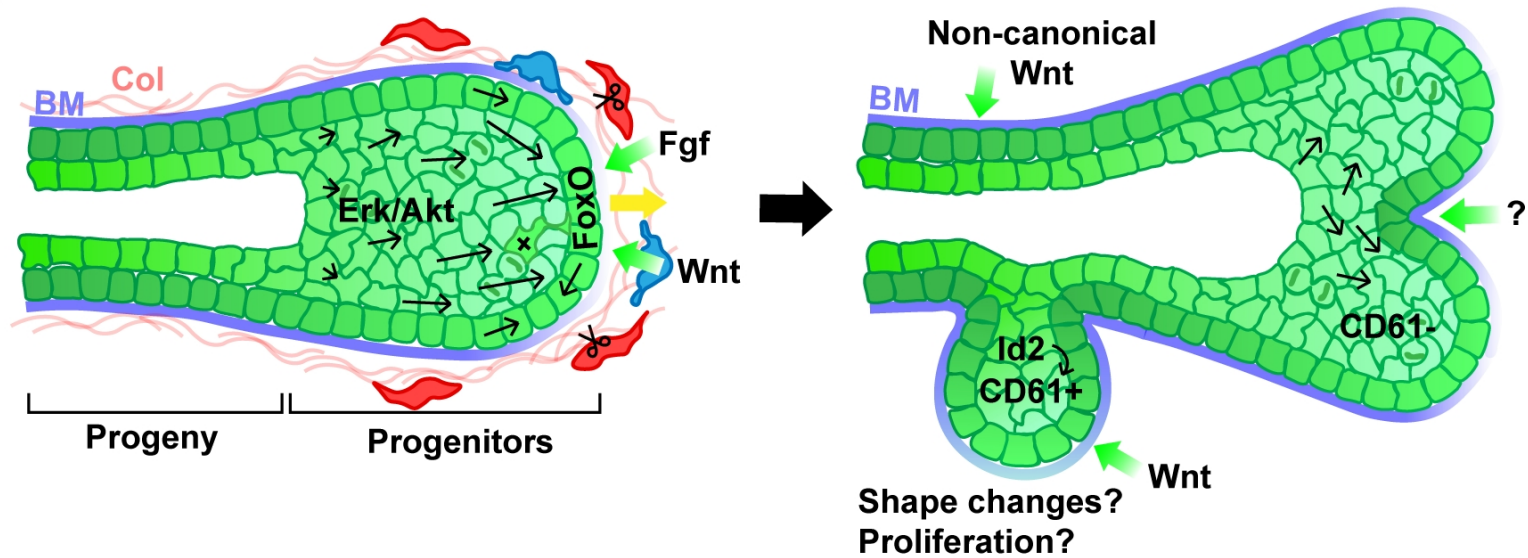 Col
BM
Fgf
Erk/Akt
FoxO
Wnt
Progeny
Progenitors
Non-canonical
Wnt
BM
?
CD61-
Id2
CD61+
Wnt
Shape changes?
Proliferation?